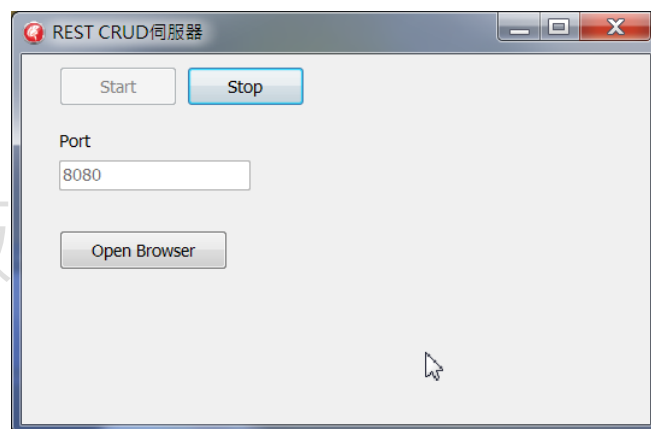 REST CRUD伺服器
Start Stop
Port
8080
Open Browser